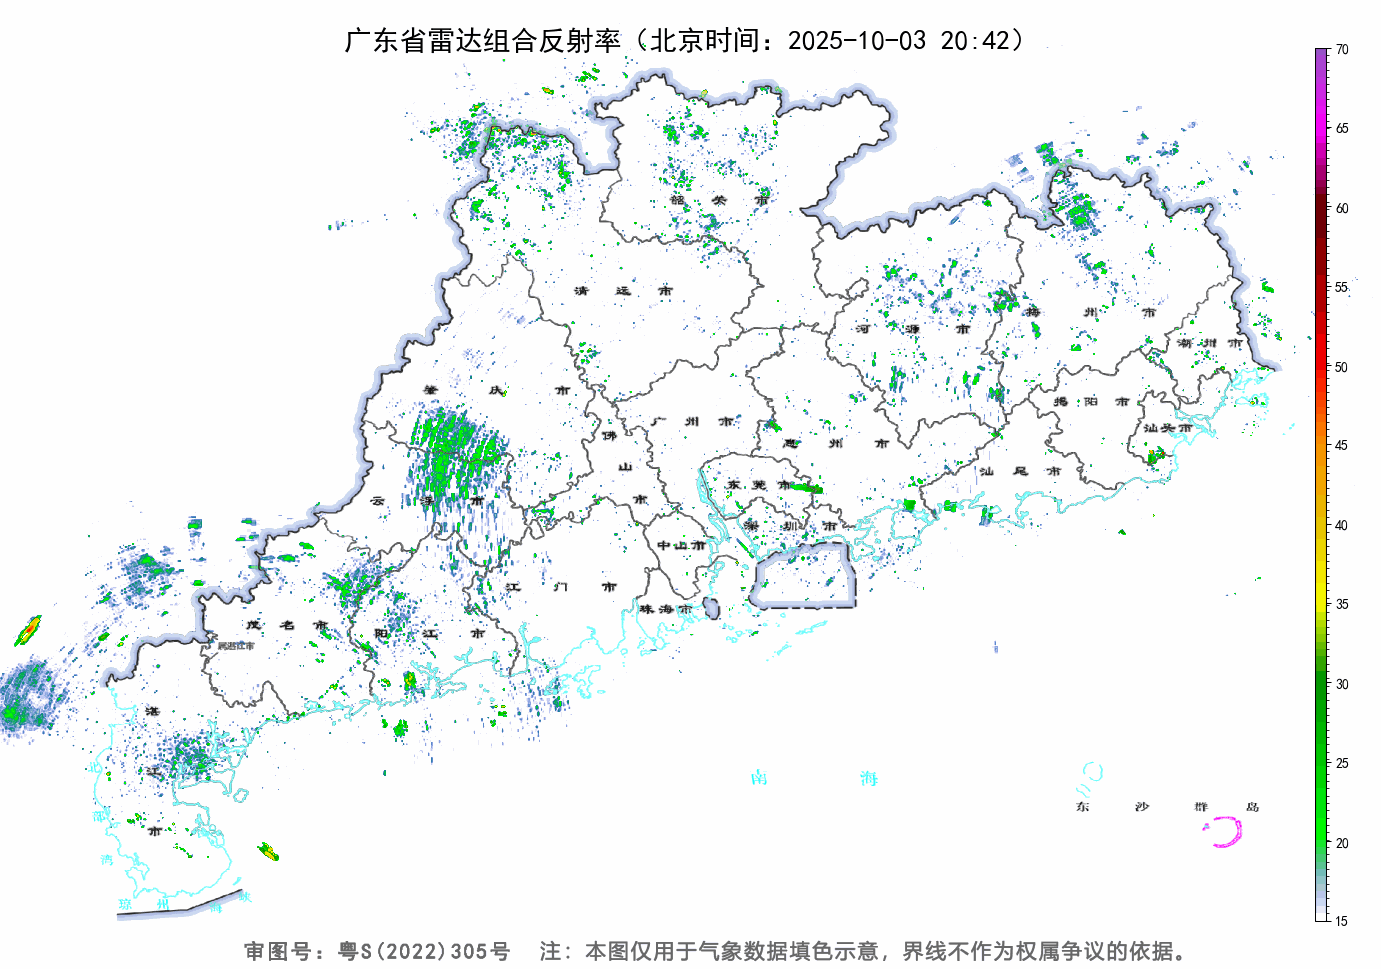 广东省雷达组合反射率（北京时间：2025-10-03 20:42）
70
65
60
55
50
45
40
35
30
25
20
15
韶 关 市
清 远 市
河 源 市
梅 州 市
潮 州 市
肇 庆 市
广 州 市
揭 阳 市
佛 山 市
惠 州 市
汕头市
云 浮 市
东 莞 市
汕 尾 市
深 圳 市
中山市
江 门 市
珠海市
茂 名 市
阳 江 市
属湛江市
湛 江 市
北 部 湾
南 海
东 沙 群 岛
琼 州 海 峡
审图号：粤S(2022)305号 注：本图仅用于气象数据填色示意，界线不作为权属争议的依据。